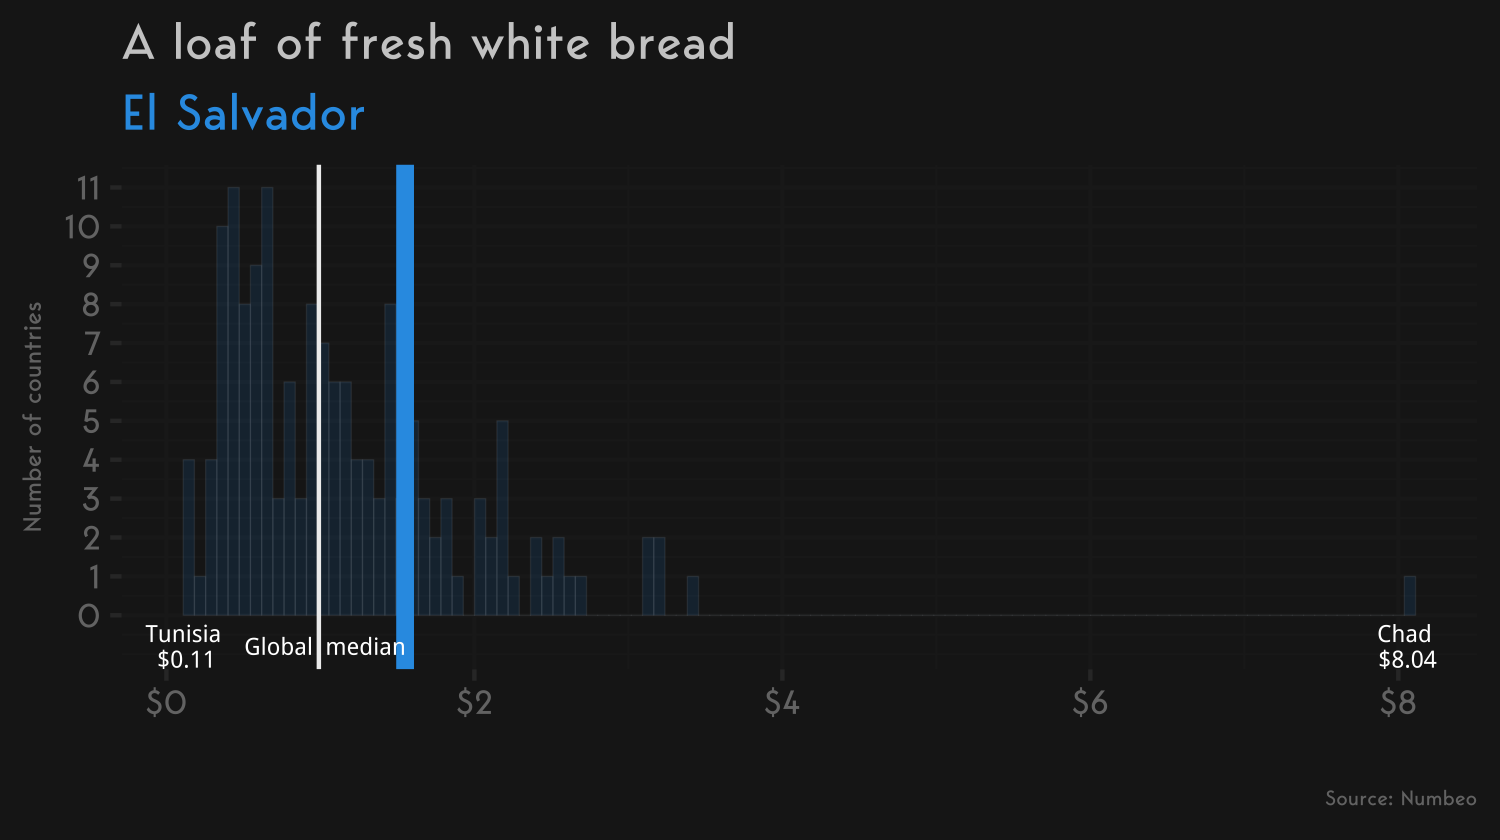 A loaf of fresh white bread
El Salvador
11
10
9
8
7
6
5
4
3
2
1
0
Number of countries
Tunisia
$0.11
Global median
Chad
$8.04
$0 $2 $4 $6 $8
Source: Numbeo